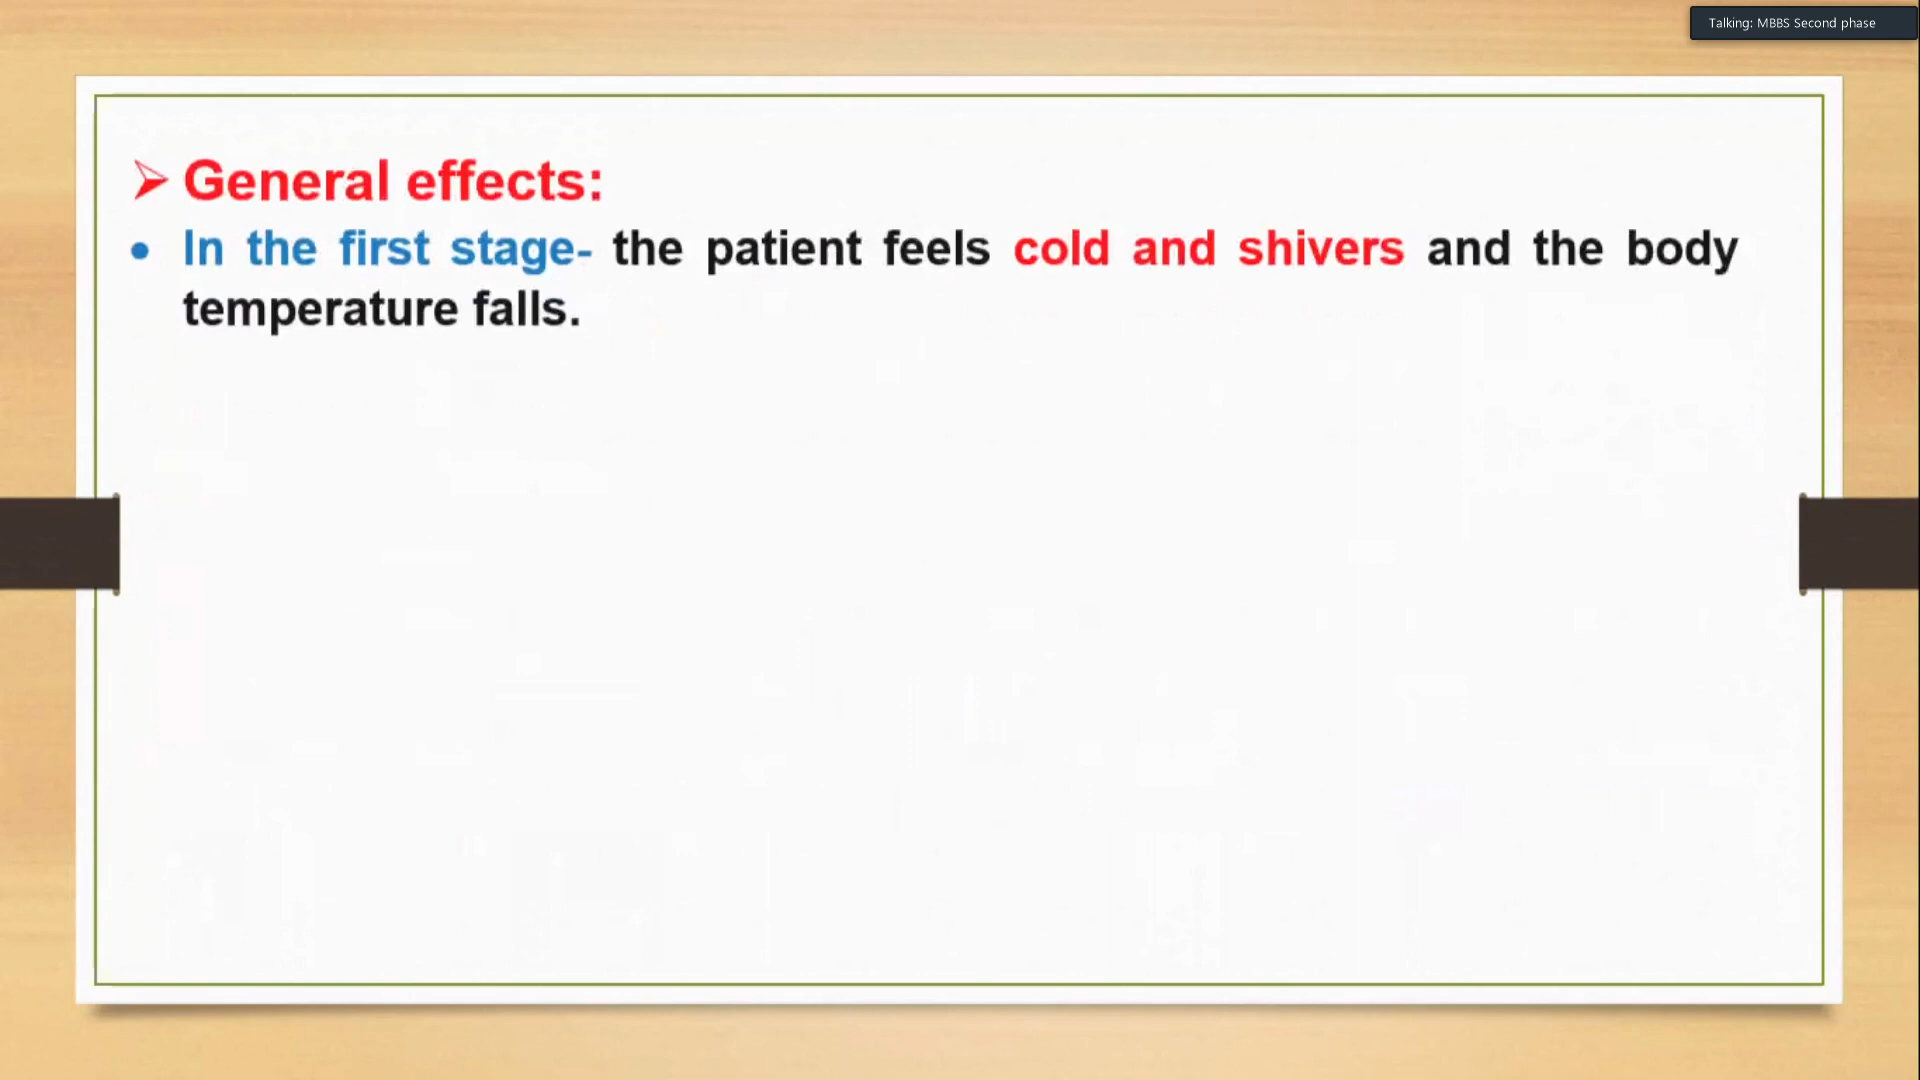 Talking: MBBS Second phase
➢ General effects:
• In the first stage- the patient feels cold and shivers and the body
temperature falls.